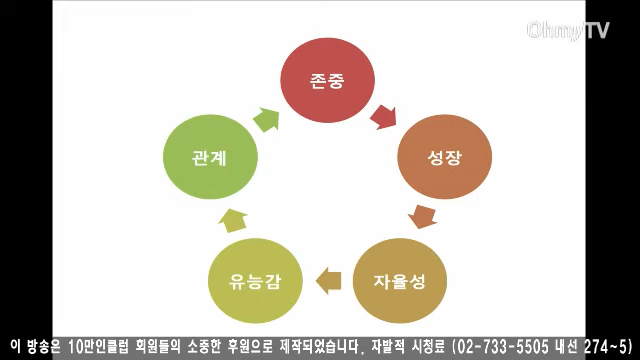 OhmyTV
존중
성장
자율성
유능감
관계
이 방송은 10만인클럽 회원들의 소중한 후원으로 제작되었습니다. 자발적 시청료 (02-733-5505 내선 274~5)